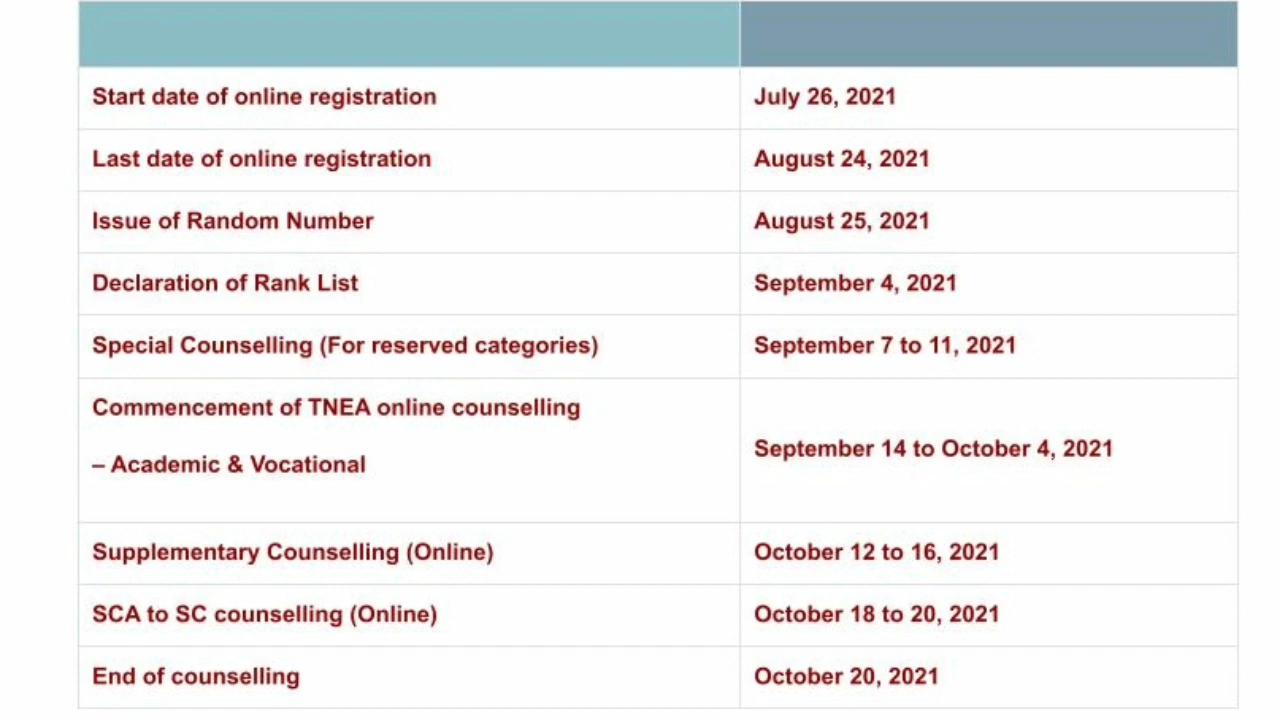 Start date of online registration
July 26, 2021
Last date of online registration
August 24, 2021
Issue of Random Number
August 25, 2021
Declaration of Rank List
September 4, 2021
Special Counselling (For reserved categories)
September 7 to 11, 2021
Commencement of TNEA online counselling
– Academic & Vocational
September 14 to October 4, 2021
Supplementary Counselling (Online)
October 12 to 16, 2021
SCA to SC counselling (Online)
October 18 to 20, 2021
End of counselling
October 20, 2021